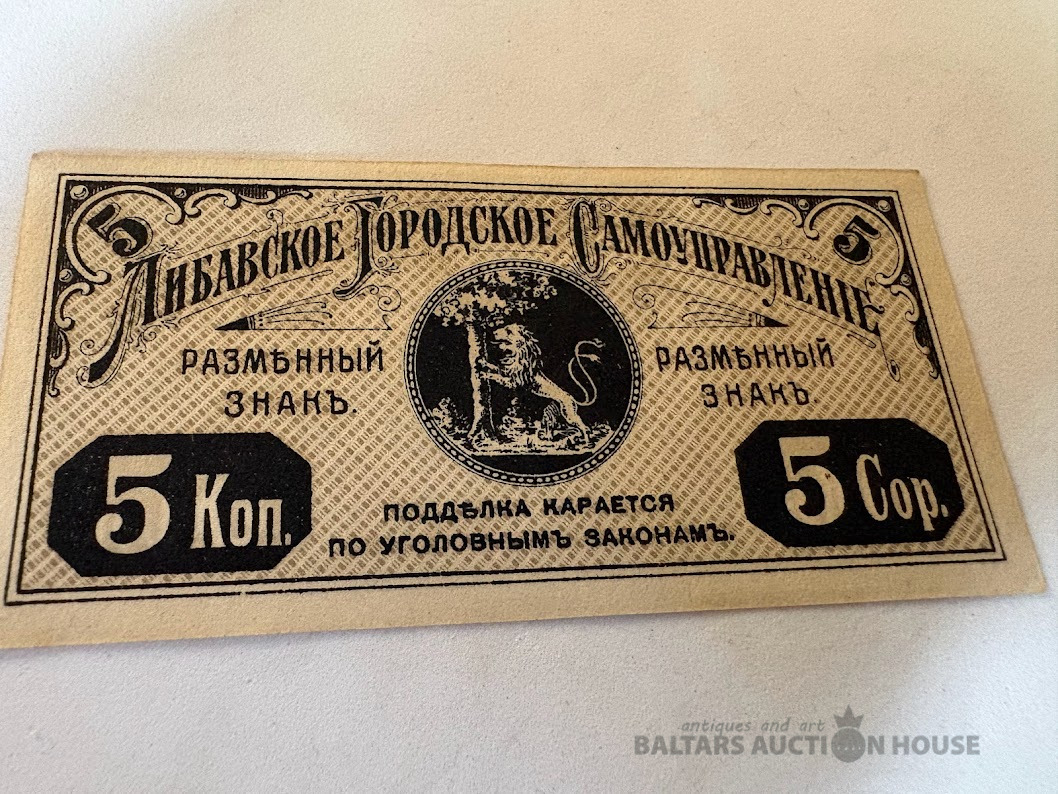 5 5
Либавское Городское Самоуправленіе
РАЗМѢННЫЙ
ЗНАКЪ.
РАЗМѢННЫЙ
ЗНАКЪ.
5 Коп.
5 Cop.
ПОДДѢЛКА КАРАЕТСЯ
ПО УГОЛОВНЫМЪ ЗАКОНАМЪ.
antiques and art
BALTARS AUCTION HOUSE